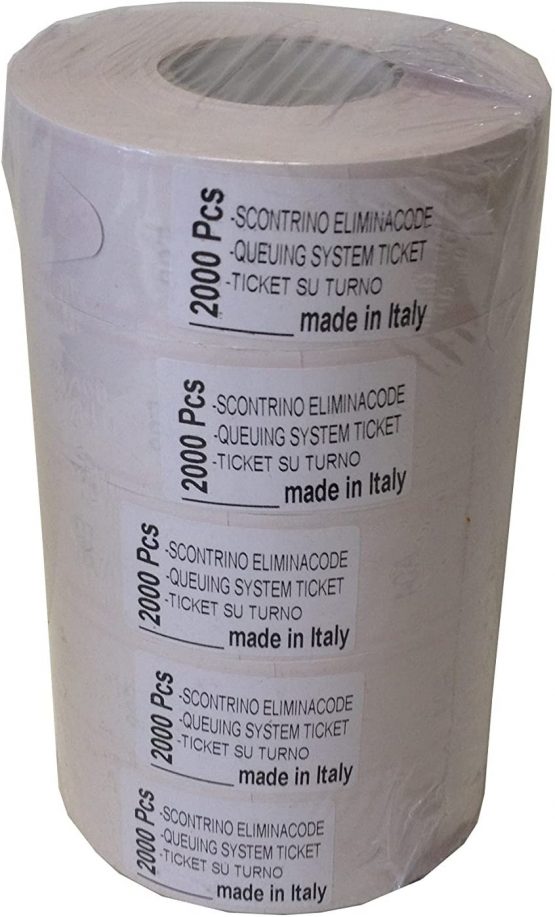 2000 Pcs
-SCONTRINO ELIMINACODE
-QUEUING SYSTEM TICKET
-TICKET SU TURNO
made in Italy
2000 Pcs
-SCONTRINO ELIMINACODE
-QUEUING SYSTEM TICKET
-TICKET SU TURNO
made in Italy
2000 Pcs
-SCONTRINO ELIMINACODE
-QUEUING SYSTEM TICKET
-TICKET SU TURNO
made in Italy
2000 Pcs
-SCONTRINO ELIMINACODE
-QUEUING SYSTEM TICKET
-TICKET SU TURNO
made in Italy
2000 Pcs
-SCONTRINO ELIMINACODE
-QUEUING SYSTEM TICKET
-TICKET SU TURNO
made in Italy